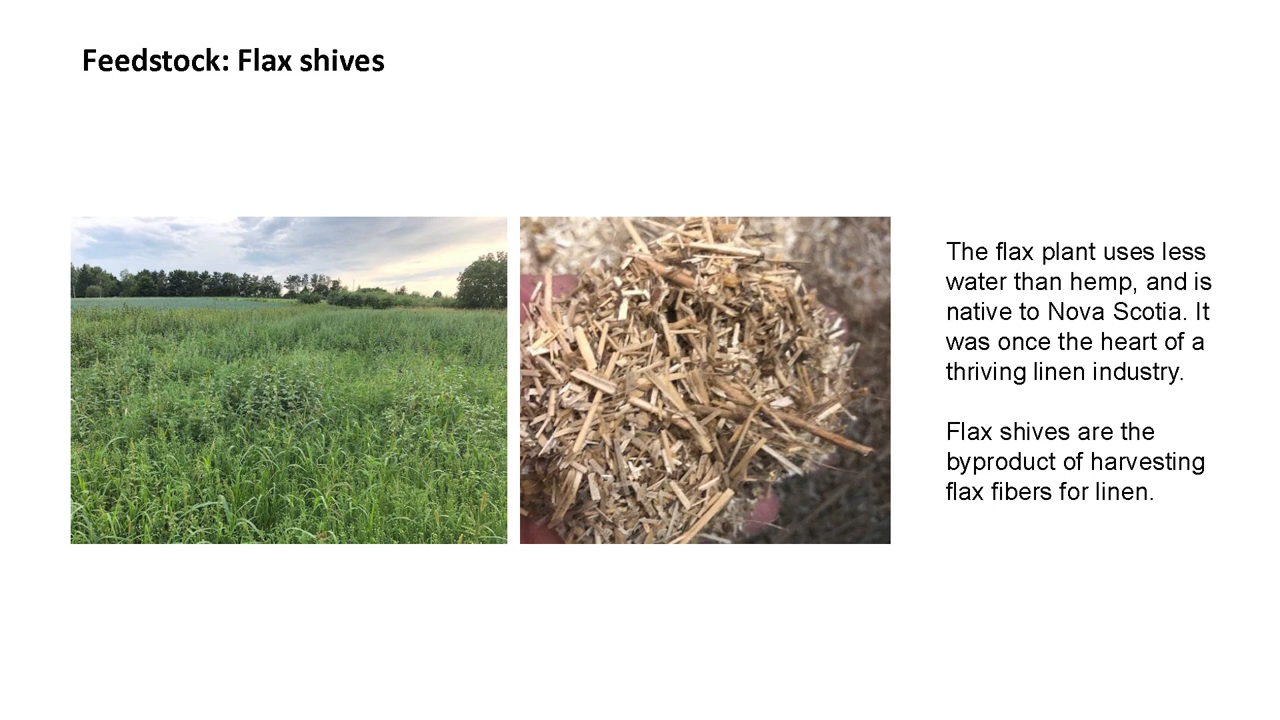 Feedstock: Flax shives
The flax plant uses less
water than hemp, and is
native to Nova Scotia. It
was once the heart of a
thriving linen industry.
Flax shives are the
byproduct of harvesting
flax fibers for linen.